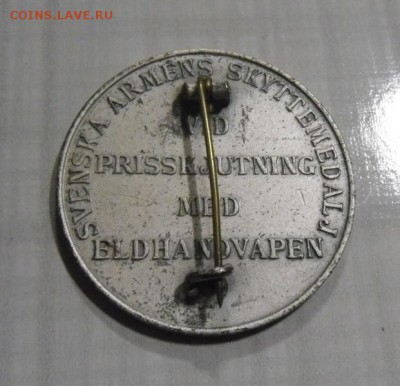 COINS.LAVE.RU
SVENSKA ARMÉNS SKYTTEMEDALJ
VID
PRISSKJUTNING
MED
ELDHANDVAPEN